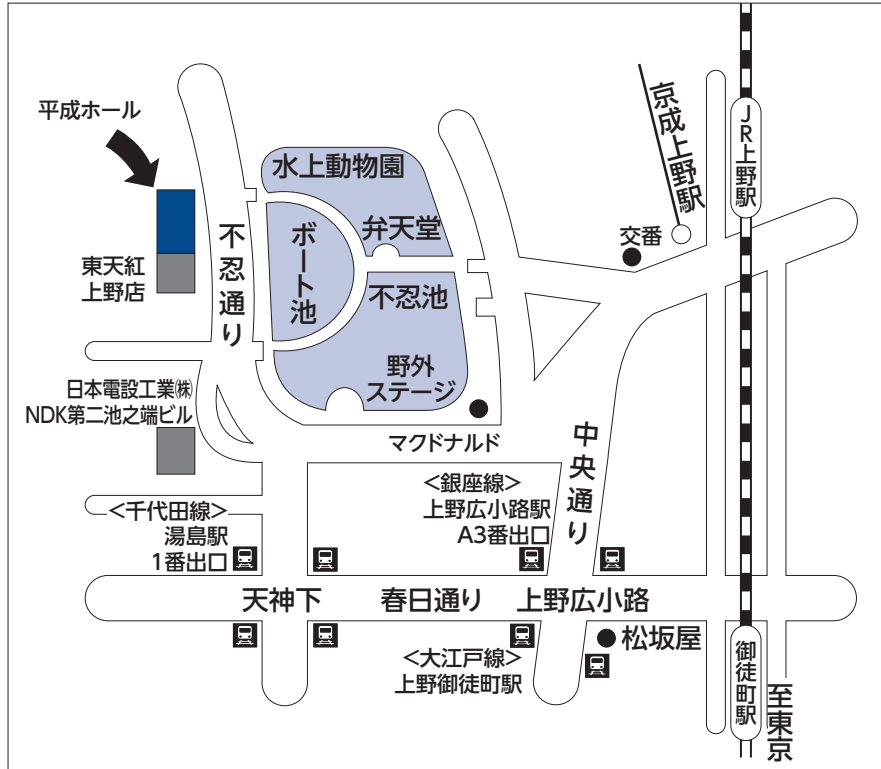 平成ホール
水上動物園
京成上野駅
JR上野駅
不忍通り
ボート池
弁天堂
交番
東天紅
上野店
不忍池
野外
ステージ
日本電設工業㈱
NDK第二池之端ビル
マクドナルド
中央通り
<銀座線>
上野広小路駅
A3番出口
<千代田線>
湯島駅
1番出口
天神下
春日通り
上野広小路
松坂屋
<大江戸線>
上野御徒町駅
御徒町駅
至東京